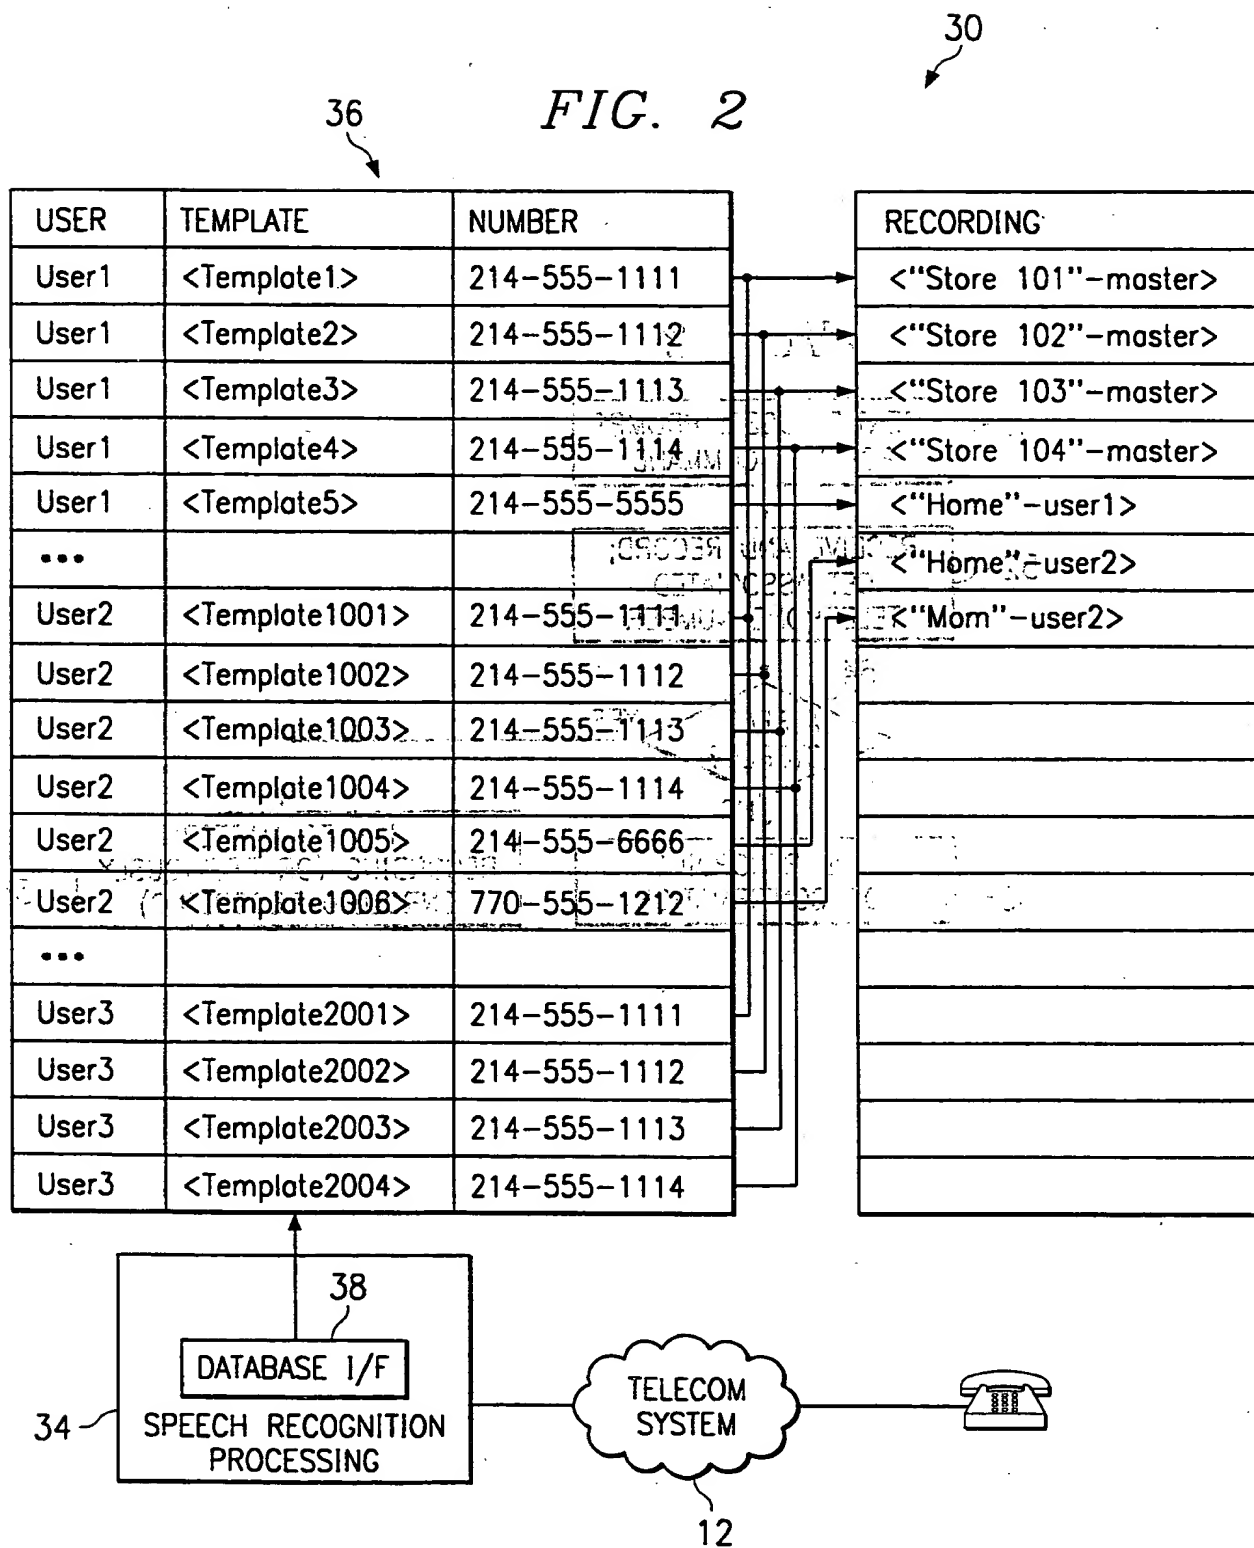 30
FIG. 2
36
USER TEMPLATE NUMBER RECORDING
User1 <Template1> 214-555-1111 <"Store 101"-master>
User1 <Template2> 214-555-1112 <"Store 102"-master>
User1 <Template3> 214-555-1113 <"Store 103"-master>
User1 <Template4> 214-555-1114 <"Store 104"-master>
User1 <Template5> 214-555-5555 <"Home"-user1>
••• <"Home"-user2>
User2 <Template1001> 214-555-1111 <"Mom"-user2>
User2 <Template1002> 214-555-1112
User2 <Template1003> 214-555-1113
User2 <Template1004> 214-555-1114
User2 <Template1005> 214-555-6666
User2 <Template1006> 770-555-1212
•••
User3 <Template2001> 214-555-1111
User3 <Template2002> 214-555-1112
User3 <Template2003> 214-555-1113
User3 <Template2004> 214-555-1114
38
DATABASE I/F
34
SPEECH RECOGNITION
PROCESSING
TELECOM
SYSTEM
12